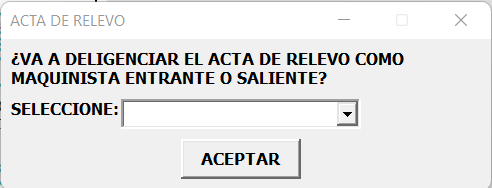 ACTA DE RELEVO
¿VA A DELIGENCIAR EL ACTA DE RELEVO COMO
MAQUINISTA ENTRANTE O SALIENTE?
SELECCIONE:
ACEPTAR